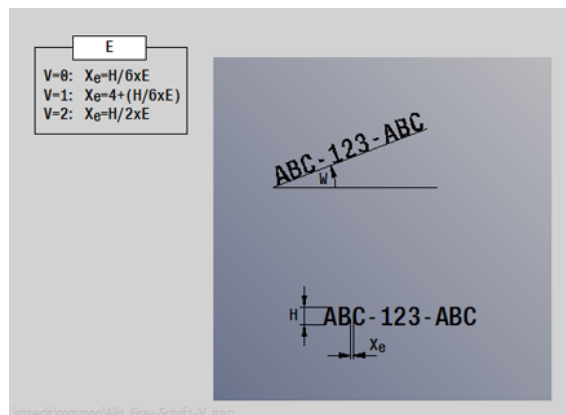 E
V=0: Xe=H/6xE
V=1: Xe=4+(H/6xE)
V=2: Xe=H/2xE
ABC-123-ABC
W
H
ABC-123-ABC
Xe